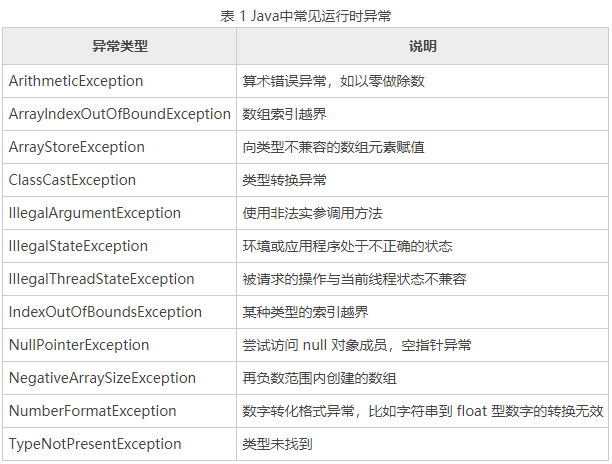 表 1 Java中常见运行时异常
异常类型 说明
ArithmeticException 算术错误异常，如以零做除数
ArraylndexOutOfBoundException 数组索引越界
ArrayStoreException 向类型不兼容的数组元素赋值
ClassCastException 类型转换异常
IllegalArgumentException 使用非法实参调用方法
lIIegalStateException 环境或应用程序处于不正确的状态
lIIegalThreadStateException 被请求的操作与当前线程状态不兼容
IndexOutOfBoundsException 某种类型的索引越界
NullPointerException 尝试访问 null 对象成员，空指针异常
NegativeArraySizeException 再负数范围内创建的数组
NumberFormatException 数字转化格式异常，比如字符串到 float 型数字的转换无效
TypeNotPresentException 类型未找到